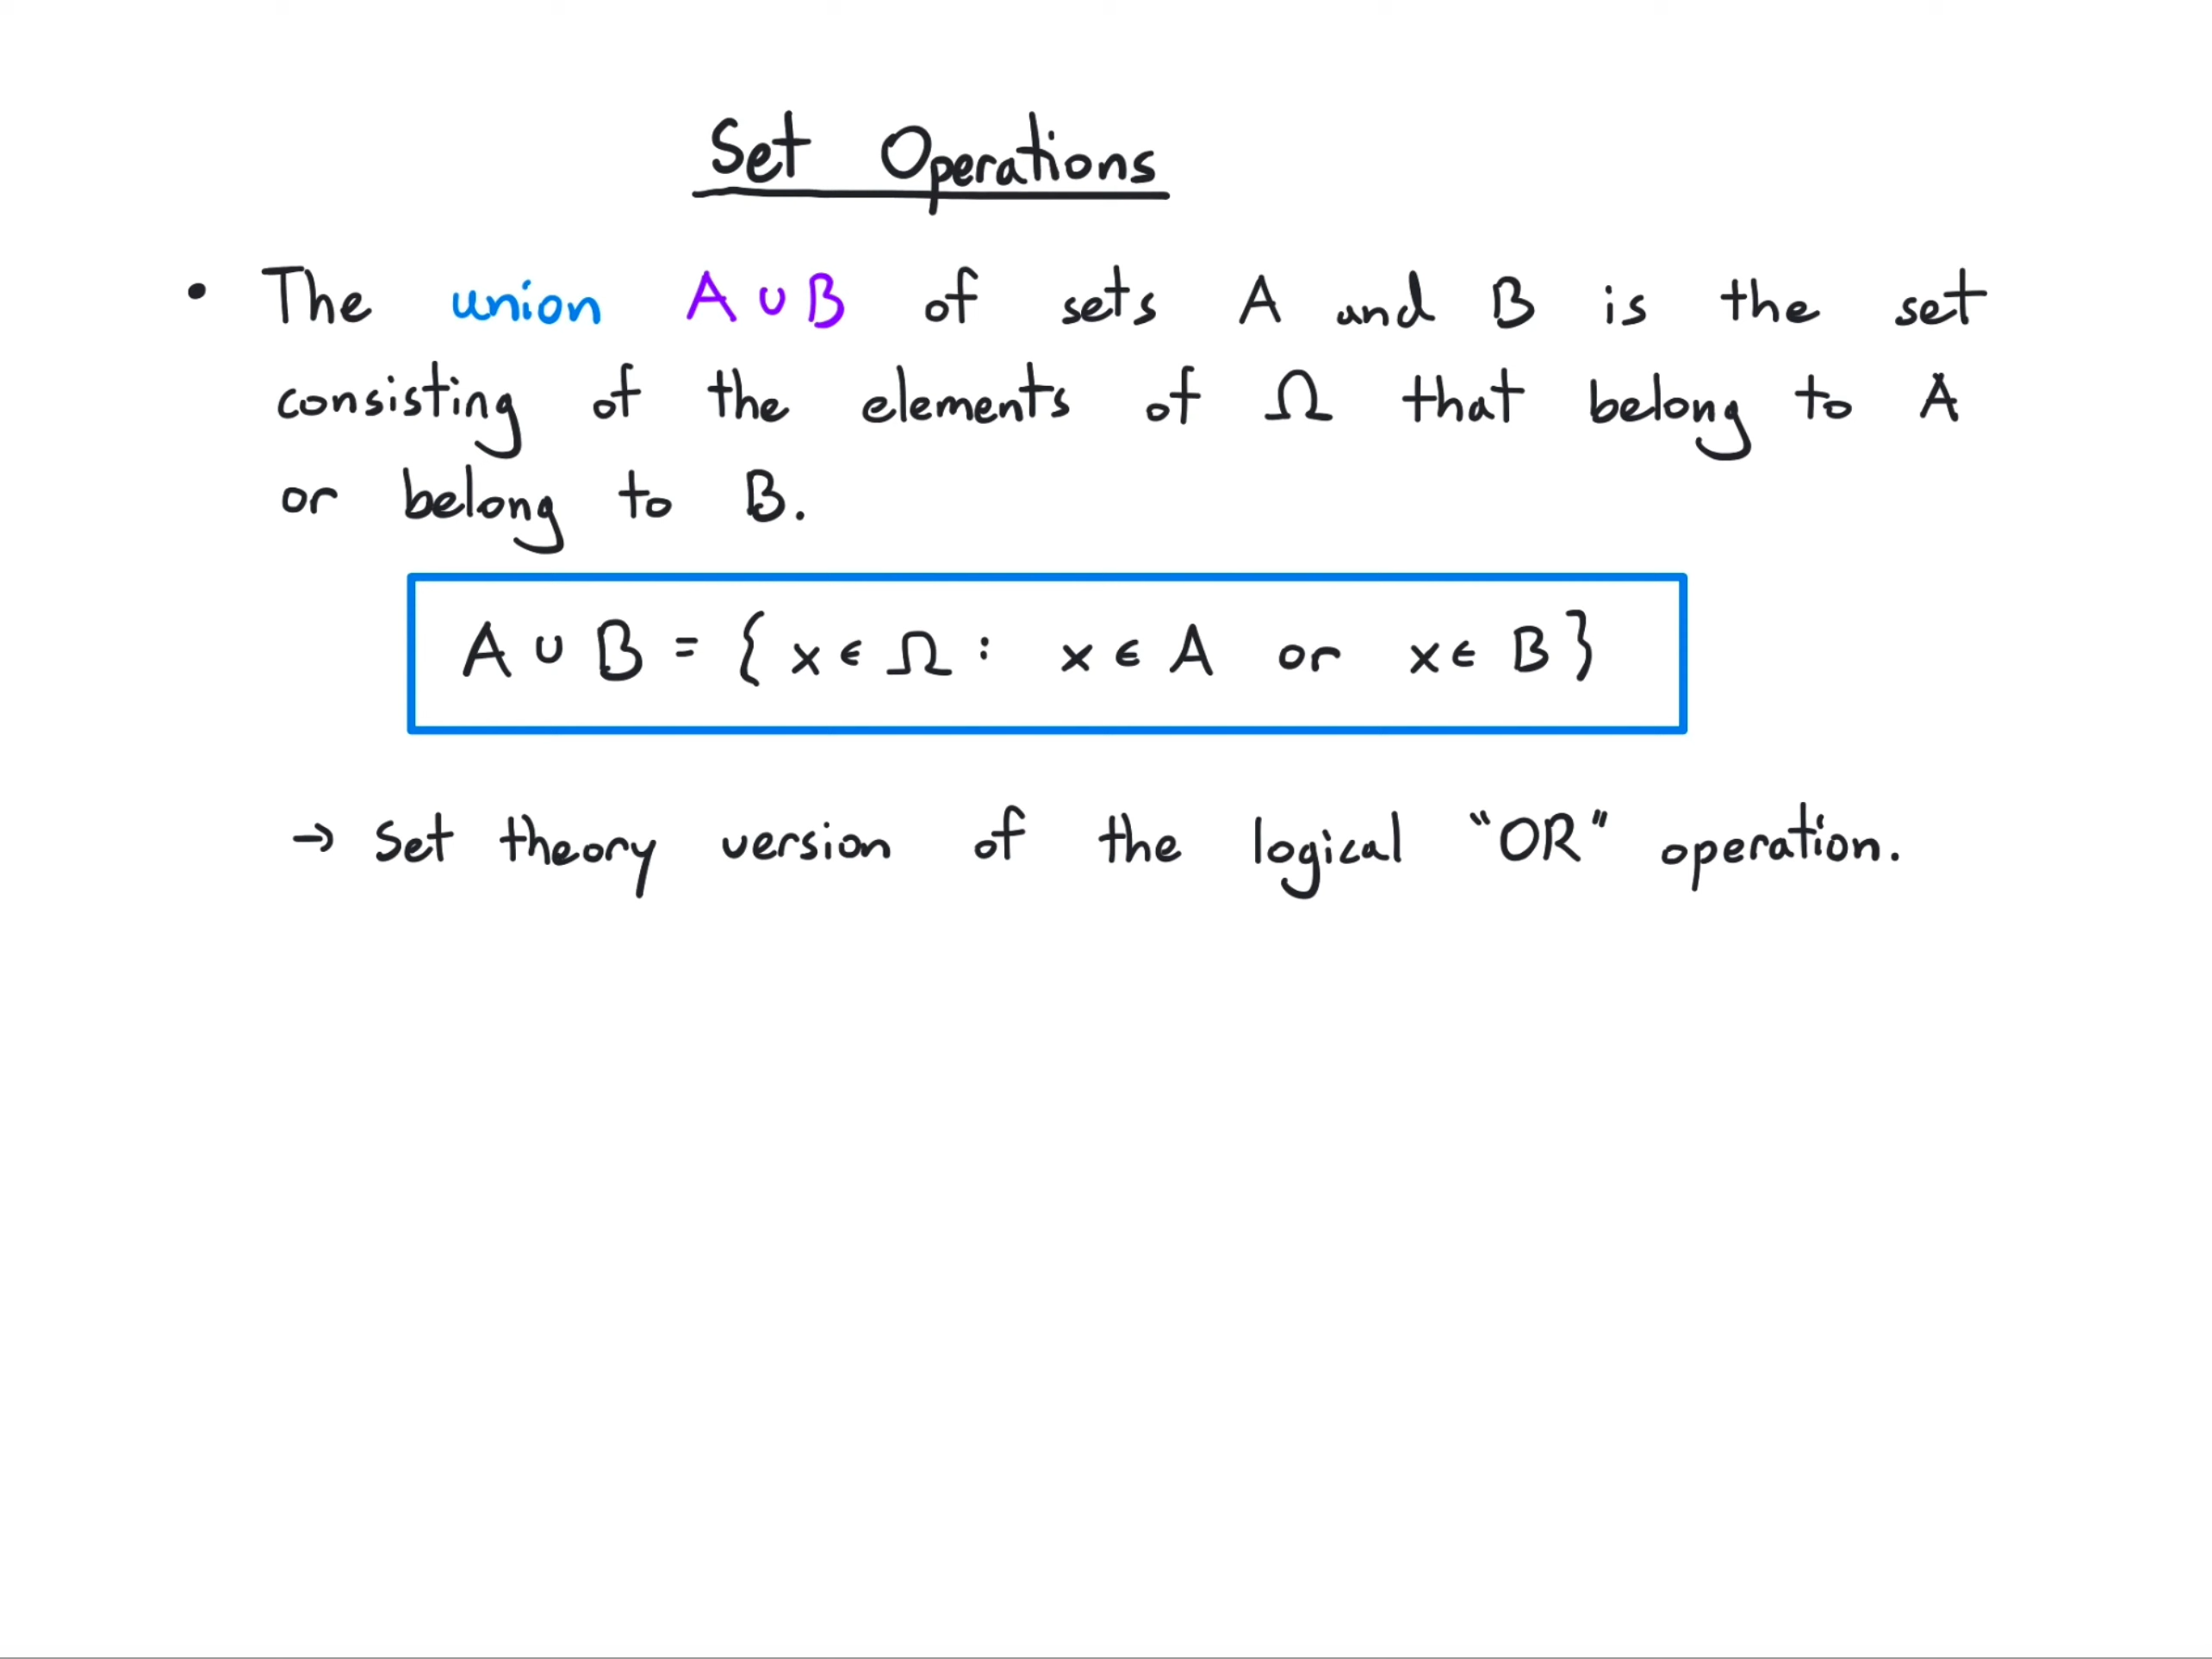 Set Operations
• The union A ∪ B of sets A and B is the set
consisting of the elements of Ω that belong to A
or belong to B.
A ∪ B = { x ∈ Ω : x ∈ A or x ∈ B }
→ Set theory version of the logical "OR" operation.